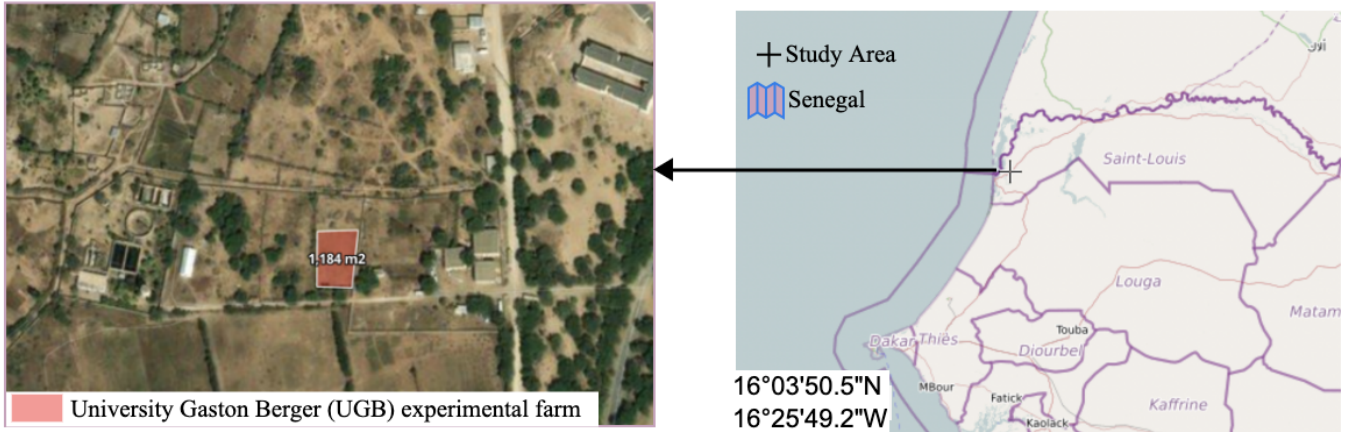 1,184 m2
University Gaston Berger (UGB) experimental farm
Study Area
Senegal
Saint-Louis
Louga
Matam
Touba
Dakar
Thiès
Diourbel
MBour
Fatick
Kaolack
Kaffrine
16°03'50.5"N
16°25'49.2"W